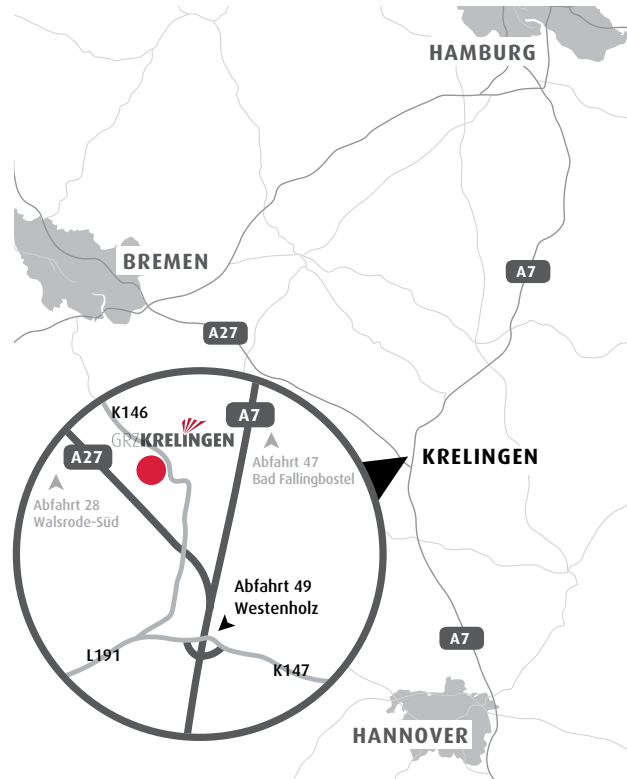 HAMBURG
BREMEN
A7
A27
K146
GRZKRELINGEN
A7
A27
Abfahrt 47
Bad Fallingbostel
KRELINGEN
Abfahrt 28
Walsrode-Süd
Abfahrt 49
Westenholz
A7
L191
K147
HANNOVER